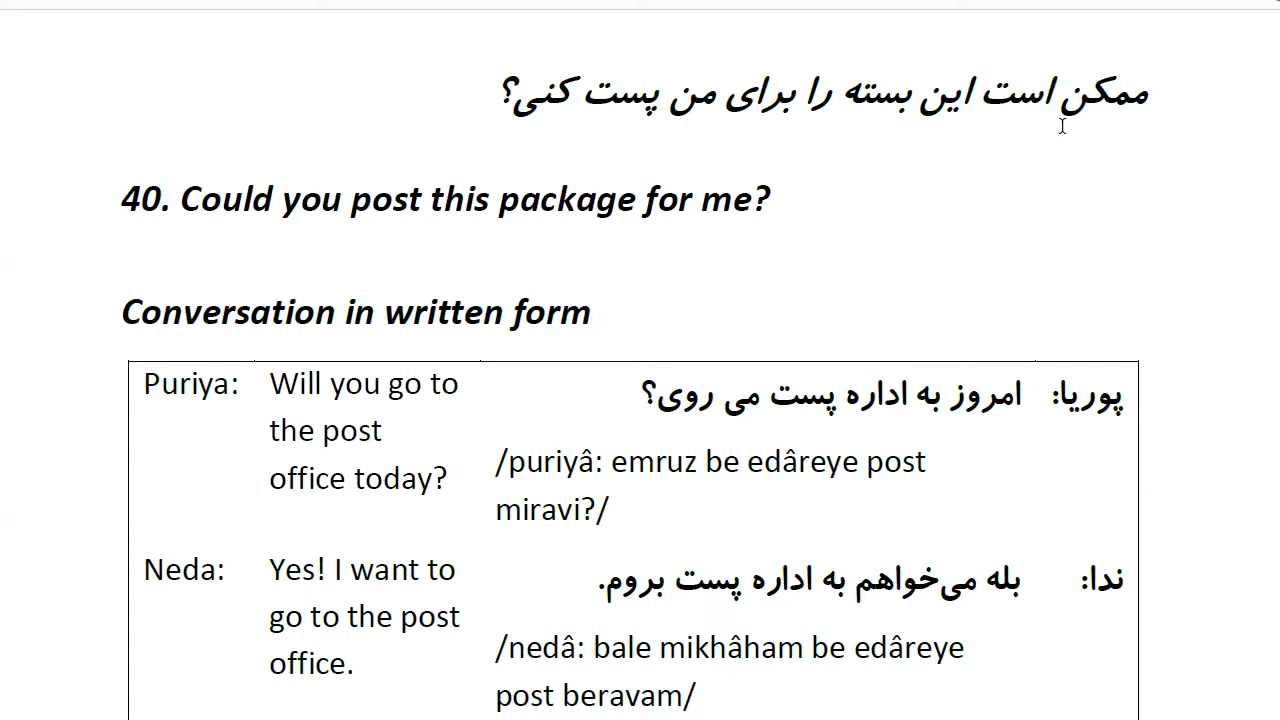 ممکن است این بسته را برای من پست کنی؟
40. Could you post this package for me?
Conversation in written form
Puriya:
Will you go to
the post
office today?
امروز به اداره پست می روی؟
/puriyâ: emruz be edâreye post
miravi?/
پوریا:
Neda:
Yes! I want to
go to the post
office.
بله می‌خواهم به اداره پست بروم.
/nedâ: bale mikhâham be edâreye
post beravam/
ندا: